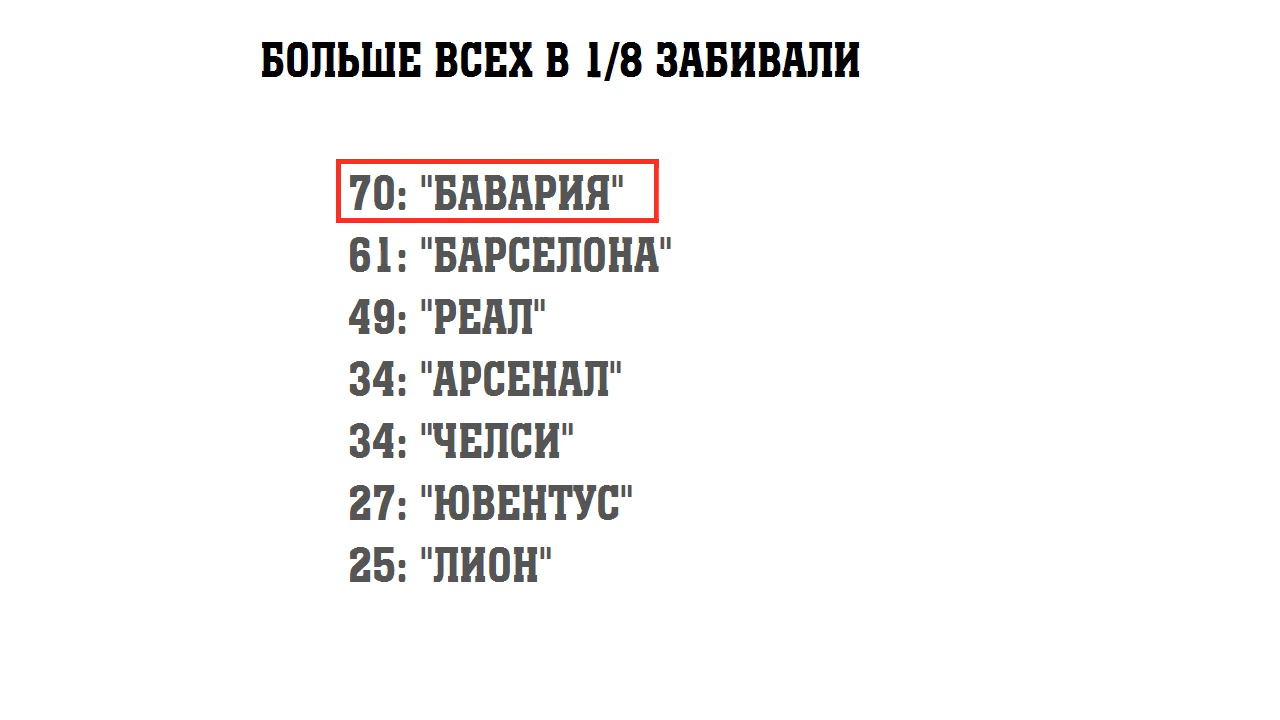 БОЛЬШЕ ВСЕХ В 1/8 ЗАБИВАЛИ
70: "БАВАРИЯ"
61: "БАРСЕЛОНА"
49: "РЕАЛ"
34: "АРСЕНАЛ"
34: "ЧЕЛСИ"
27: "ЮВЕНТУС"
25: "ЛИОН"